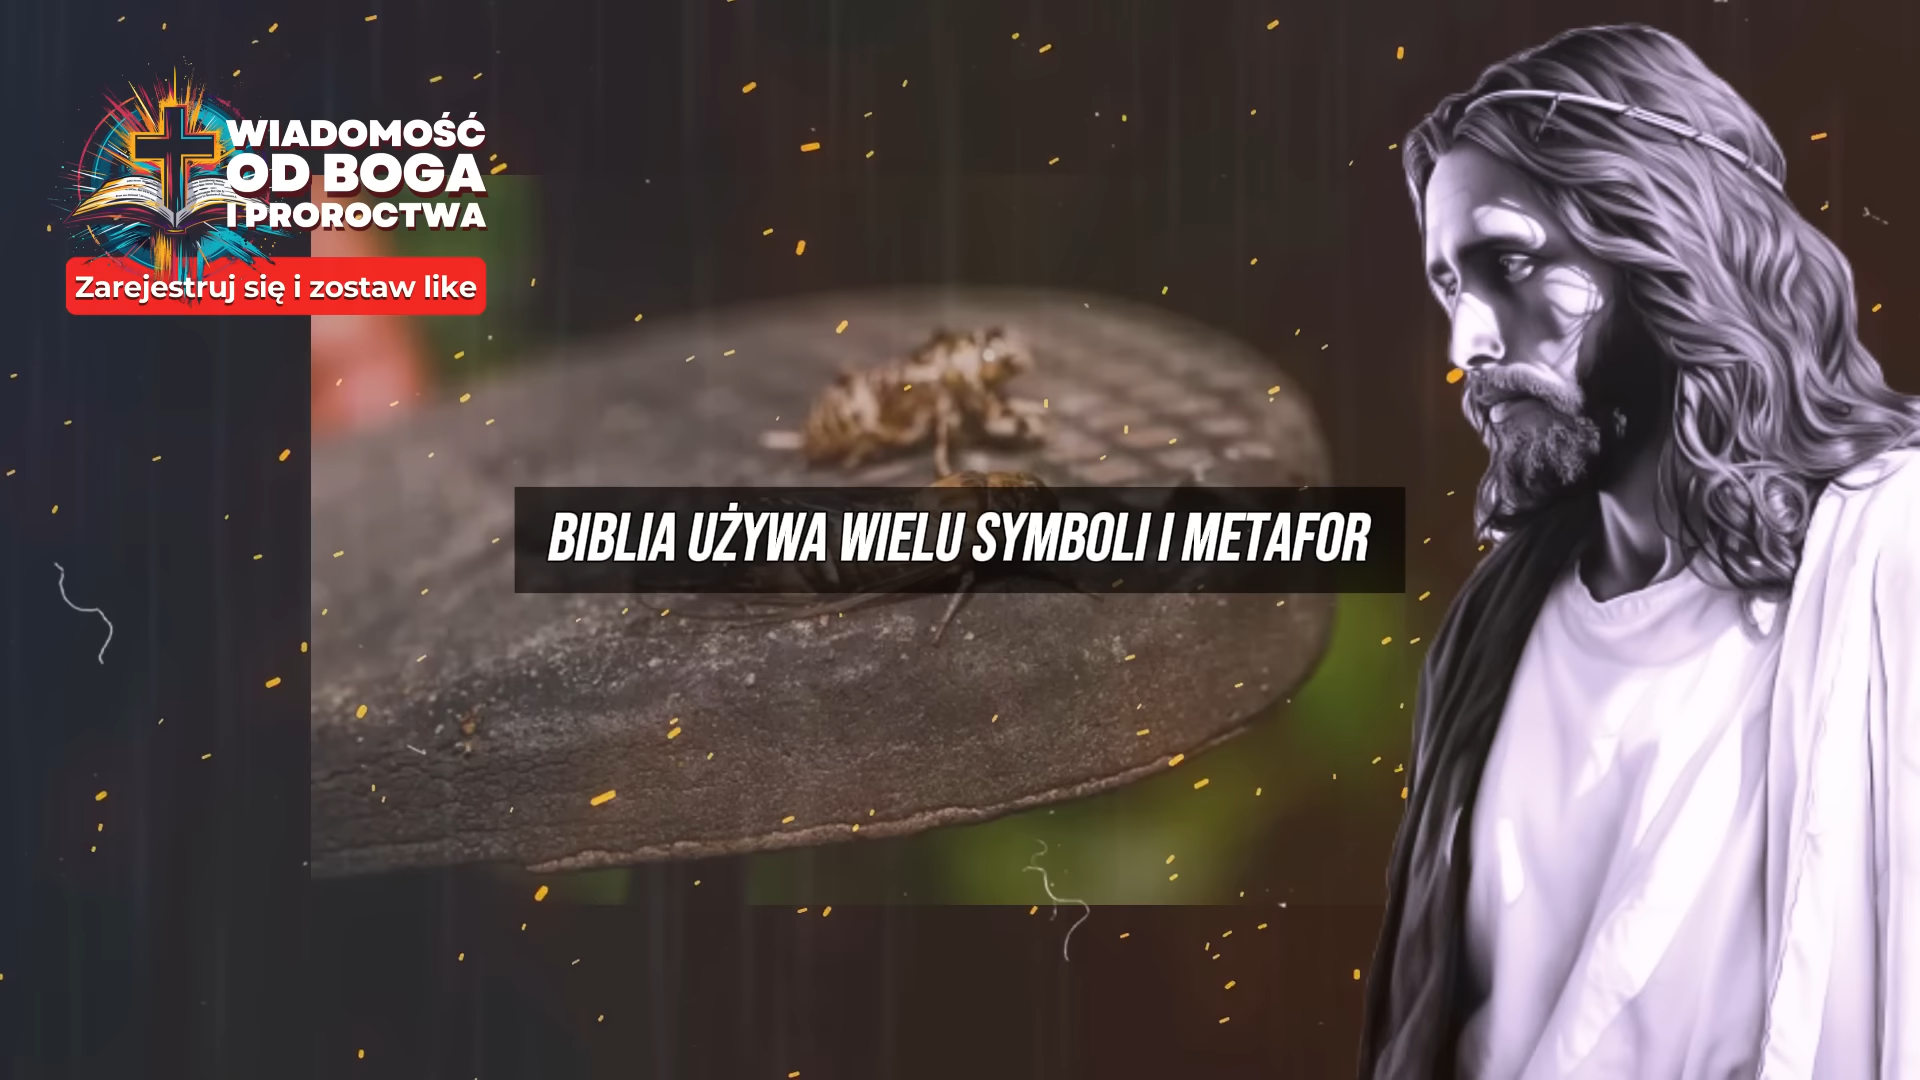 WIADOMOŚĆ
OD BOGA
I PROROCTWA
Zarejestruj się i zostaw like
BIBLIA UŻYWA WIELU SYMBOLI I METAFOR